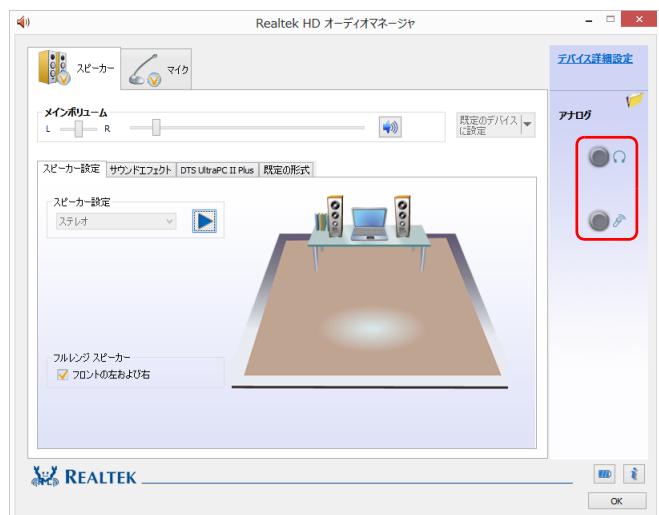 Realtek HD オーディオマネージャ
スピーカー
マイク
デバイス詳細設定
メインボリューム
L
R
既定のデバイス
に設定
アナログ
スピーカー設定
サウンドエフェクト
DTS UltraPC II Plus
既定の形式
スピーカー設定
ステレオ
フルレンジ スピーカー
フロントの左および右
REALTEK
OK